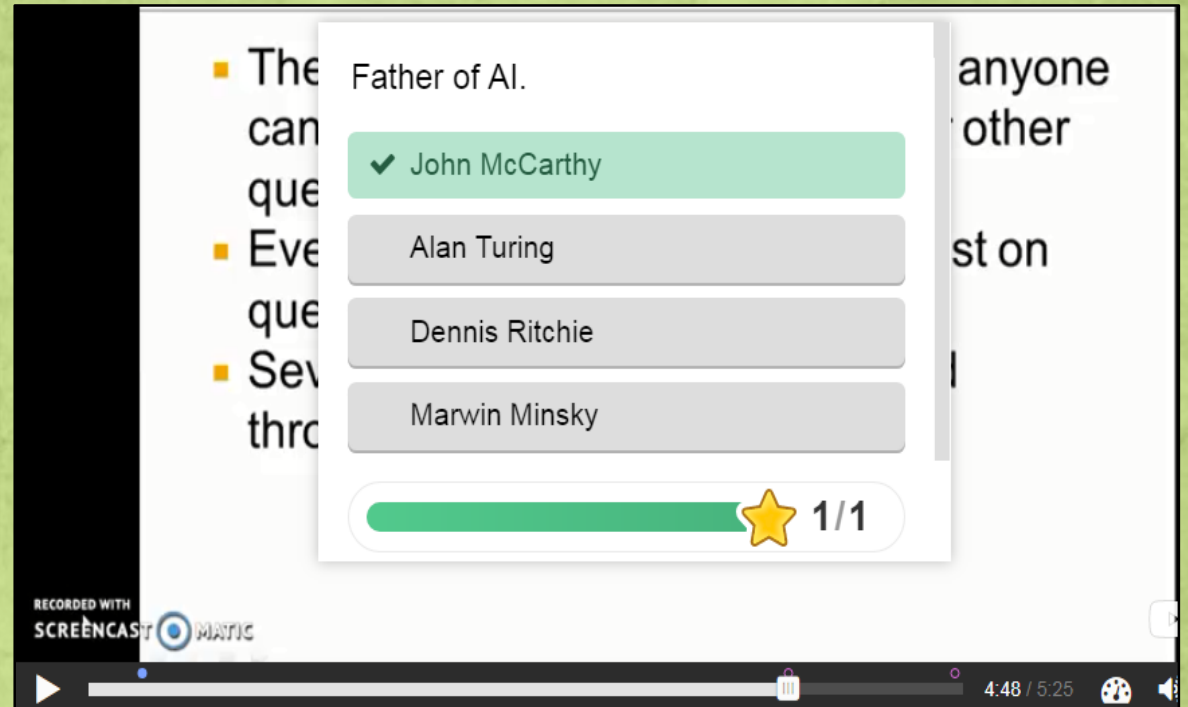 The
anyone
can
other
que
Eve
st on
que
Sev
thro
Father of AI.
John McCarthy
Alan Turing
Dennis Ritchie
Marwin Minsky
1/1
RECORDED WITH
SCREENCAST MATIC
4:48 / 5:25